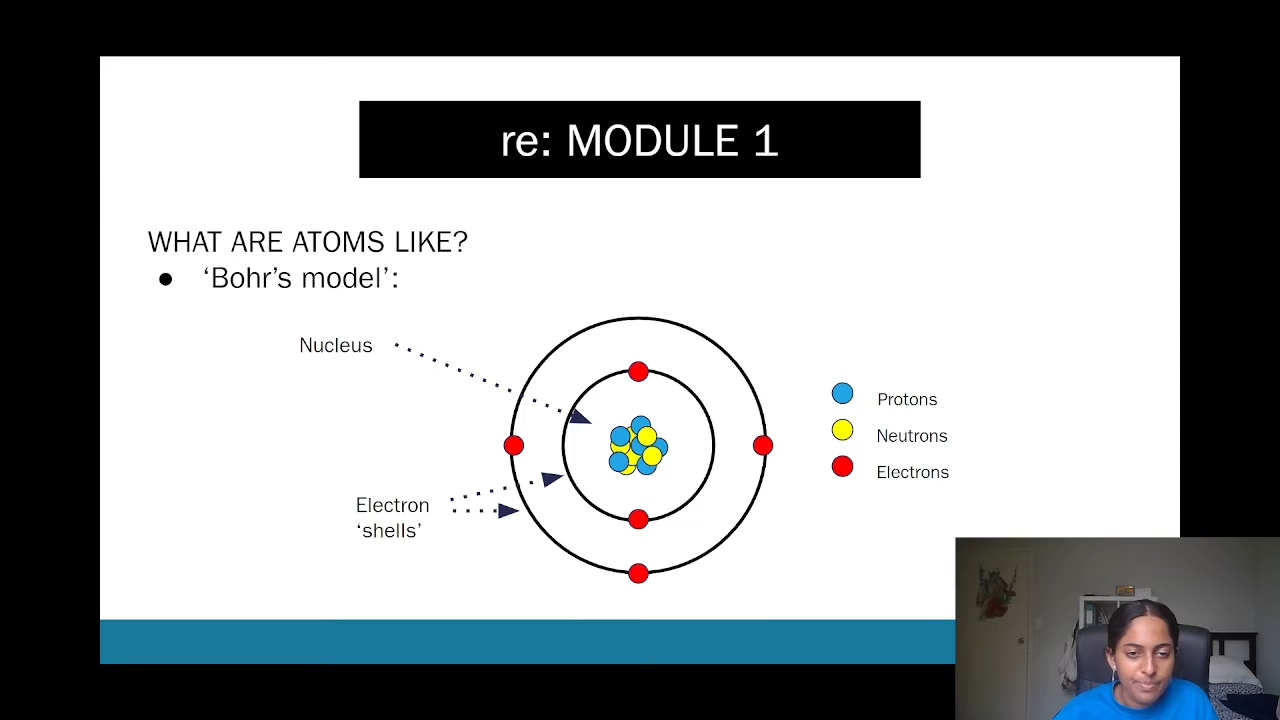 re: MODULE 1
WHAT ARE ATOMS LIKE?
● ‘Bohr’s model’:
Nucleus
Electron
‘shells’
Protons
Neutrons
Electrons